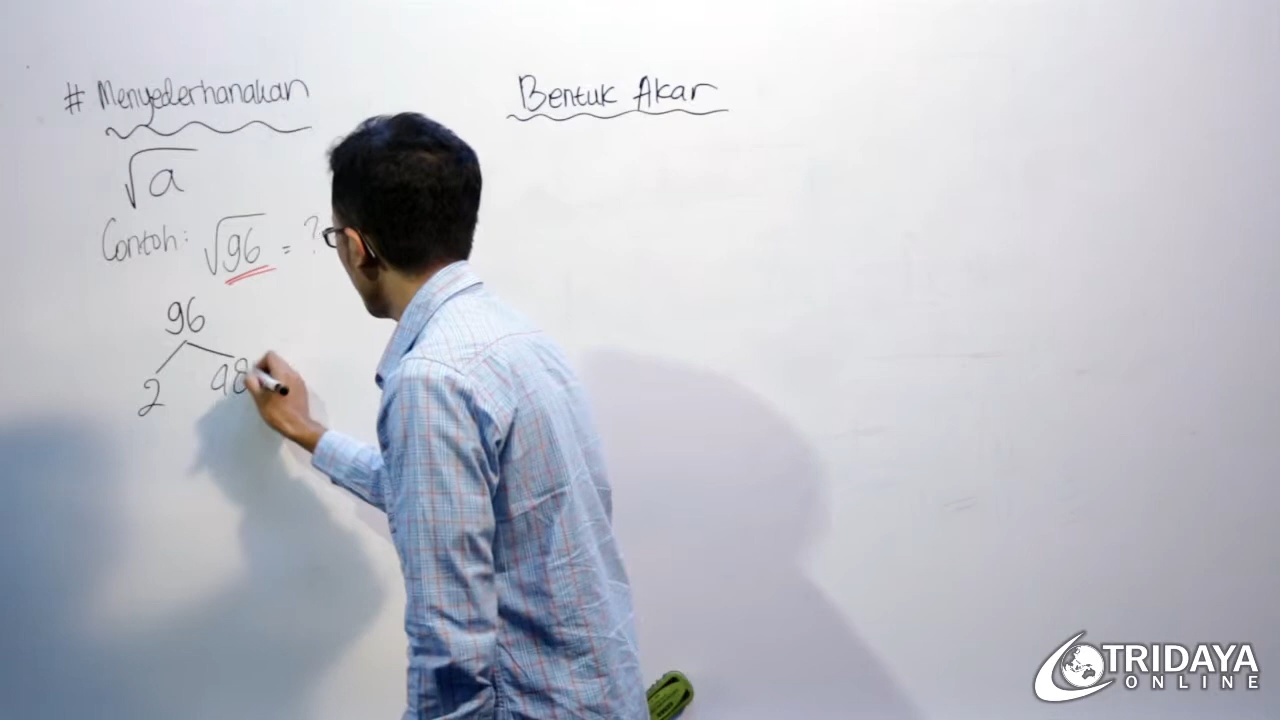 # Menyederhanakan
Bentuk Akar
√a
Contoh: √96 = ?
96
2 48
TRIDAYA
ONLINE